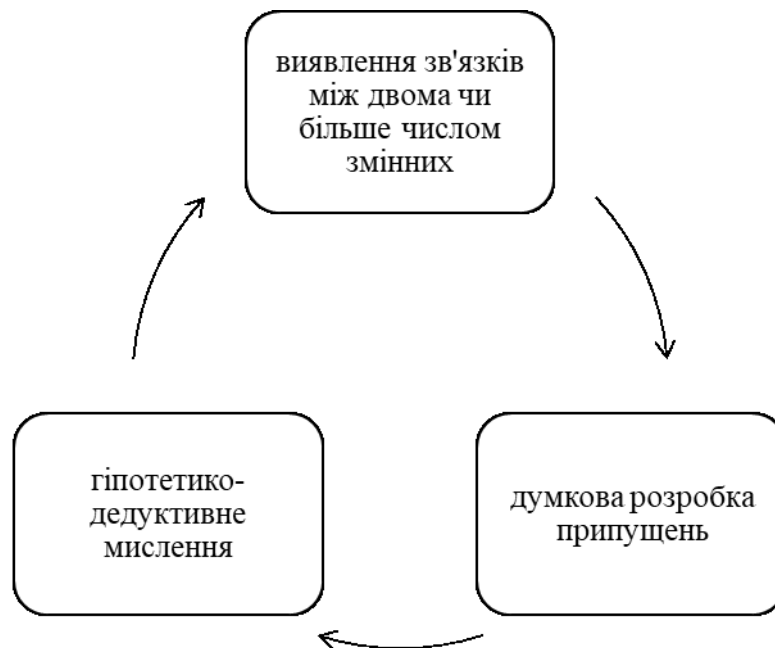 виявлення зв'язків
між двома чи
більше числом
змінних
гіпотетико-
дедуктивне
мислення
думкова розробка
припущень